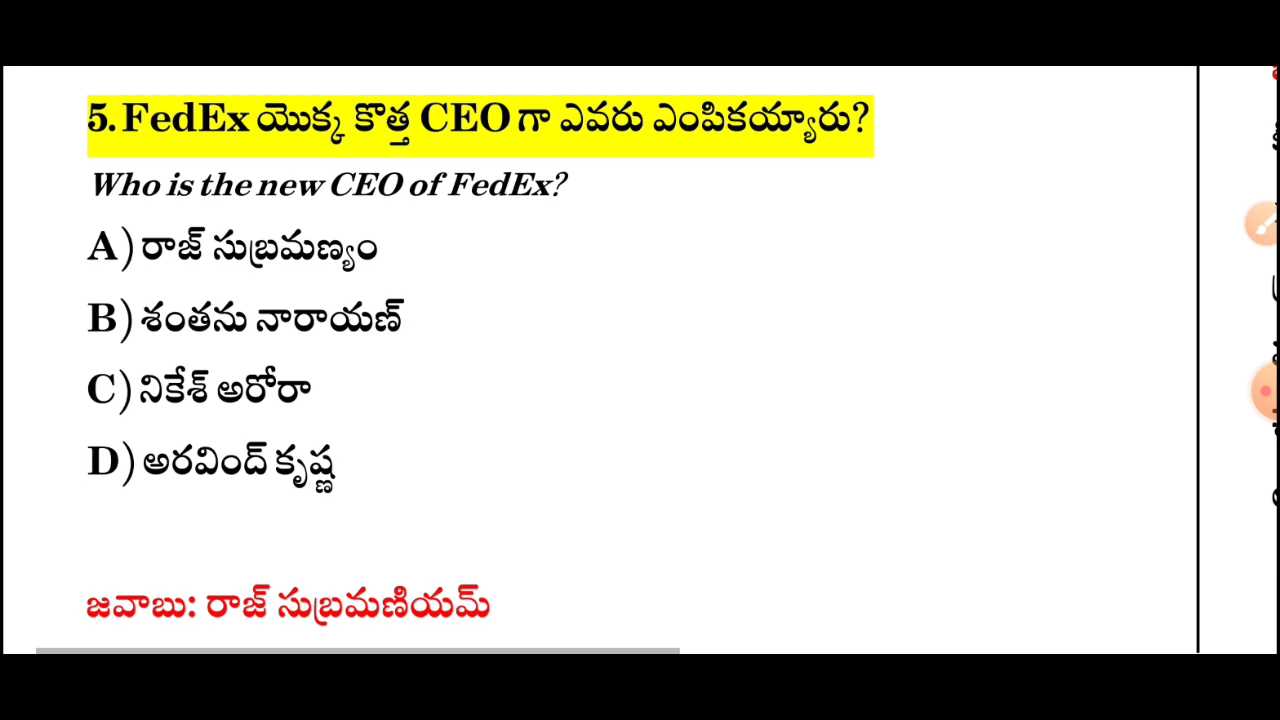 5. FedEx యొక్క కొత్త CEO గా ఎవరు ఎంపికయ్యారు?
Who is the new CEO of FedEx?
A) రాజ్ సుబ్రమణ్యం
B) శంతను నారాయణ్
C) నికేశ్ అరోరా
D) అరవింద్ కృష్ణ
జవాబు: రాజ్ సుబ్రమణియమ్